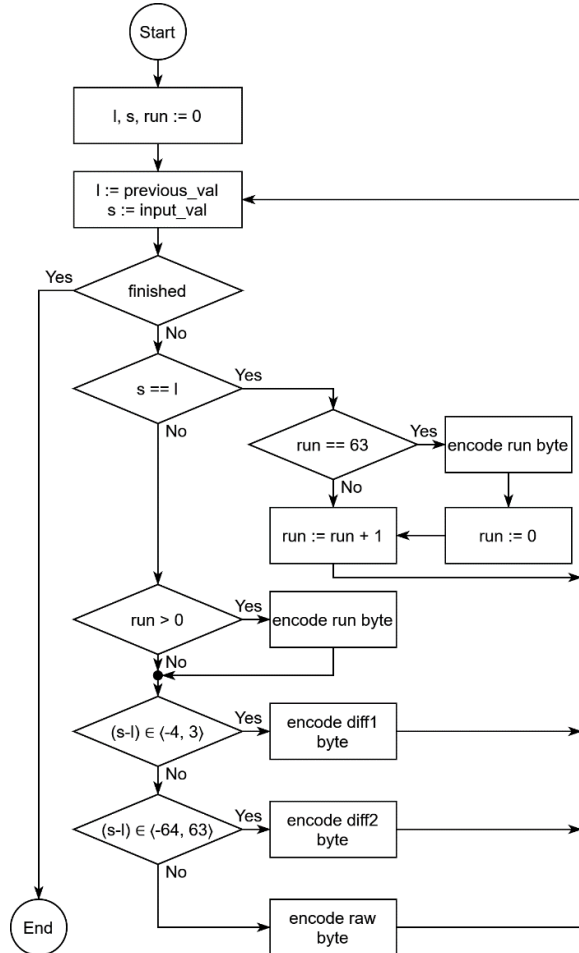 Start
l, s, run := 0
l := previous_val
s := input_val
Yes
finished
No
s == l
Yes
No
run == 63
Yes
encode run byte
No
run := run + 1
run := 0
run > 0
Yes
encode run byte
No
(s-l) ∈ ⟨-4, 3⟩
Yes
encode diff1
byte
No
(s-l) ∈ ⟨-64, 63⟩
Yes
encode diff2
byte
No
End
encode raw
byte